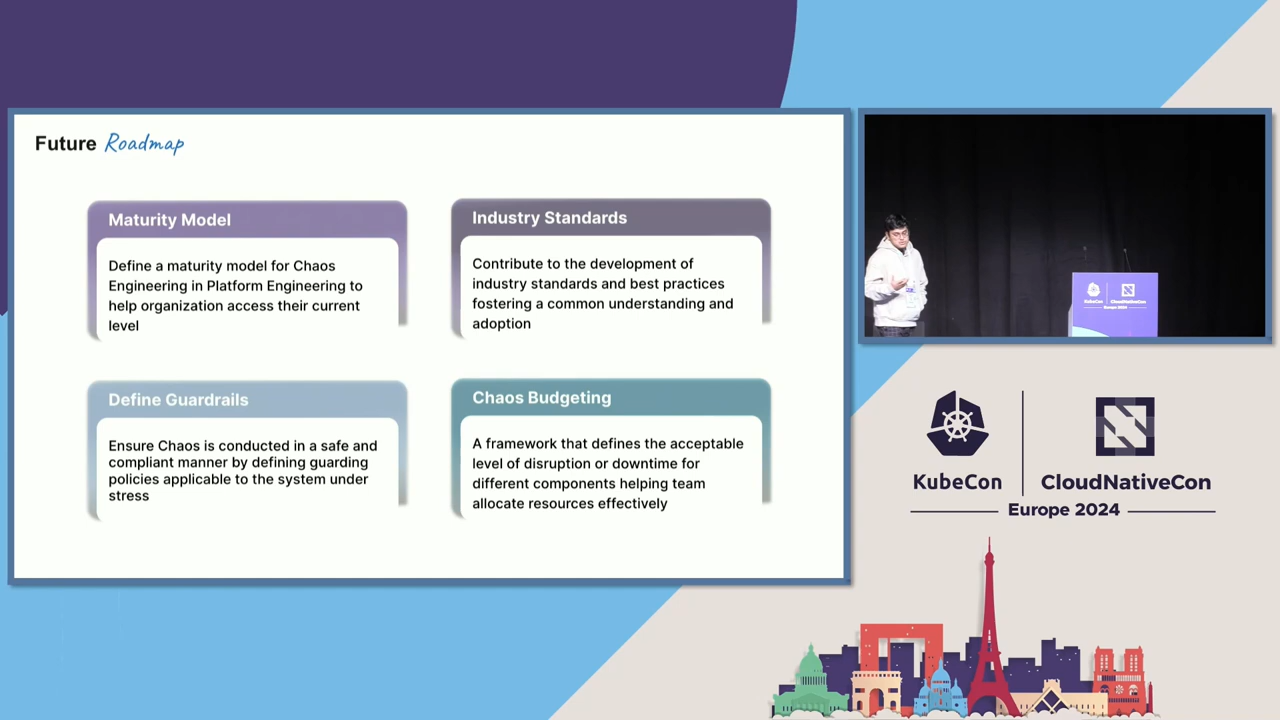 Future Roadmap
Maturity Model
Define a maturity model for Chaos
Engineering in Platform Engineering to
help organization access their current
level
Industry Standards
Contribute to the development of
industry standards and best practices
fostering a common understanding and
adoption
Define Guardrails
Ensure Chaos is conducted in a safe and
compliant manner by defining guarding
policies applicable to the system under
stress
Chaos Budgeting
A framework that defines the acceptable
level of disruption or downtime for
different components helping team
allocate resources effectively
KubeCon
CloudNativeCon
Europe 2024
KubeCon
CloudNativeCon
Europe 2024